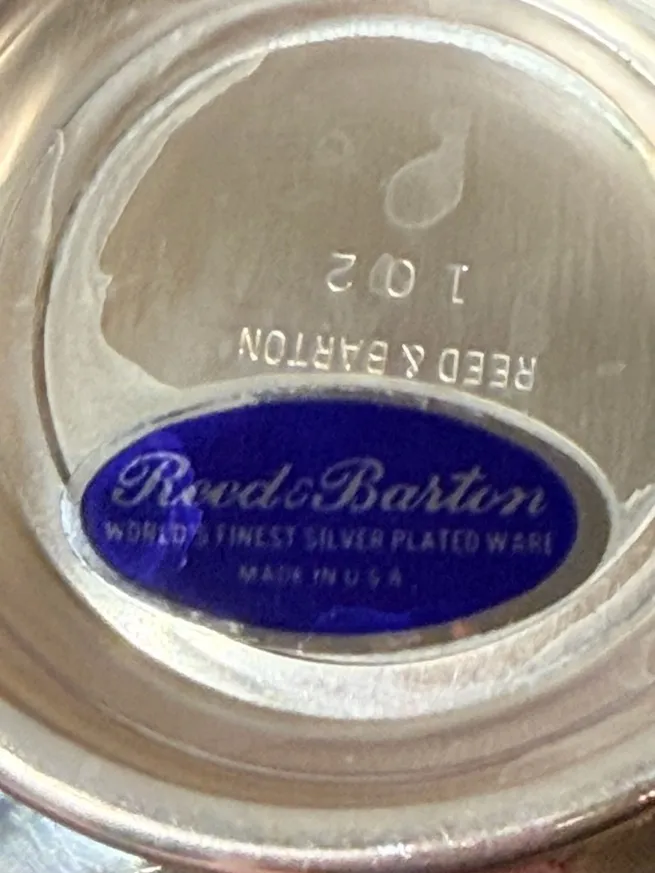 REED & BARTON
102
Reed & Barton
WORLD'S FINEST SILVER PLATED WARE
MADE IN U S A